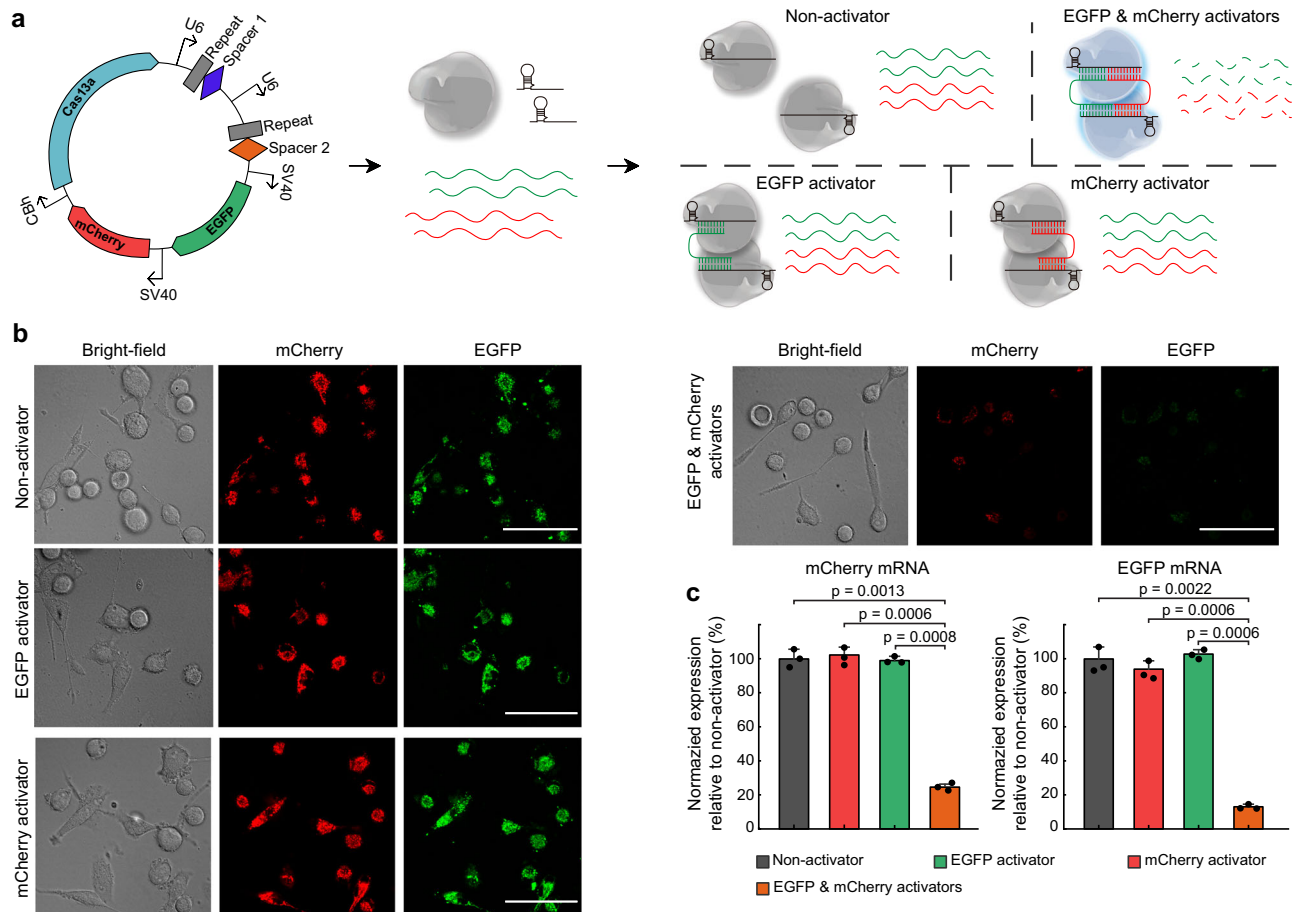 a
U6
Repeat
Spacer 1
U6
Repeat
Spacer 2
SV40
EGFP
SV40
mCherry
CBh
Cas13a
Non-activator
EGFP & mCherry activators
EGFP activator
mCherry activator
b
Bright-field
mCherry
EGFP
Non-activator
EGFP activator
mCherry activator
Bright-field
mCherry
EGFP
EGFP & mCherry
activators
c
mCherry mRNA
p = 0.0013
p = 0.0006
p = 0.0008
Normazied expression
relative to non-activator (%)
100
80
60
40
20
0
EGFP mRNA
p = 0.0022
p = 0.0006
p = 0.0006
Normazied expression
relative to non-activator (%)
100
80
60
40
20
0
Non-activator
EGFP activator
mCherry activator
EGFP & mCherry activators